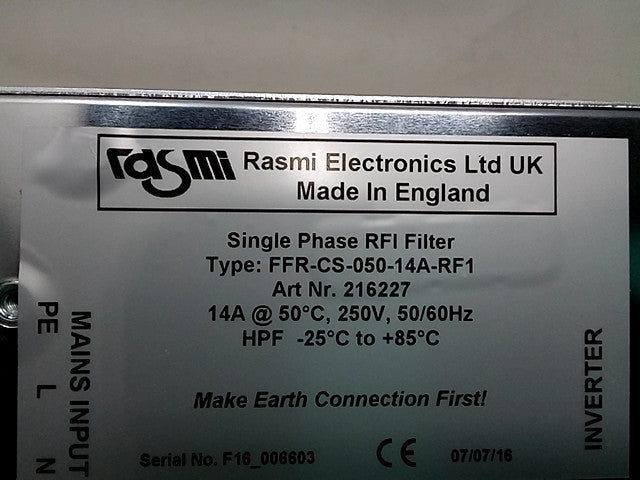 rasmi Rasmi Electronics Ltd UK
Made In England
Single Phase RFI Filter
Type: FFR-CS-050-14A-RF1
Art Nr. 216227
14A @ 50°C, 250V, 50/60Hz
HPF -25°C to +85°C
Make Earth Connection First!
Serial No. F16_006603 CE 07/07/16
MAINS INPUT
PE L N
INVERTER